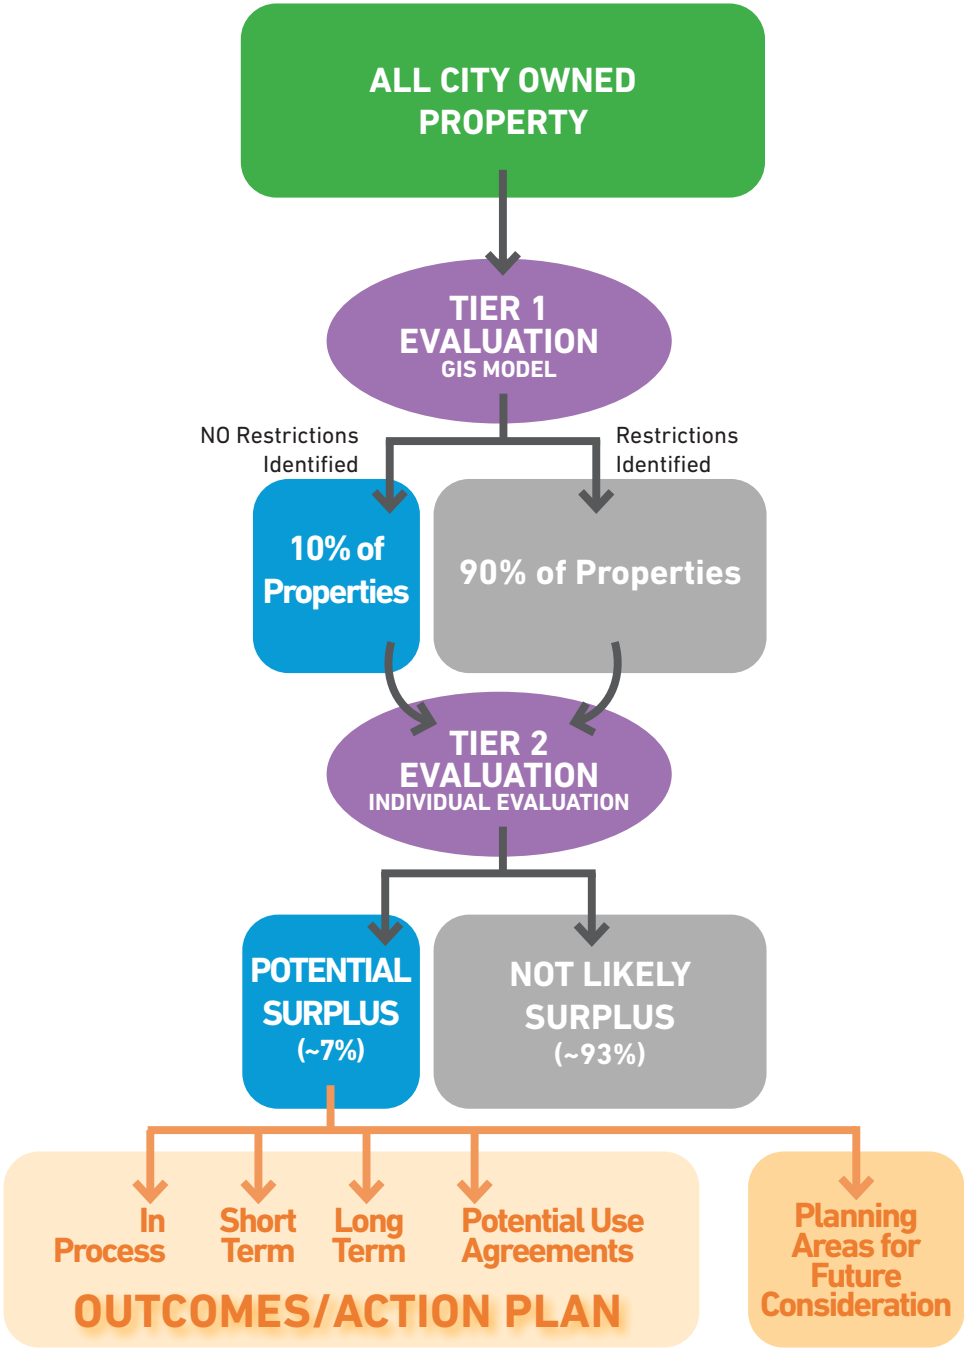 ALL CITY OWNED
PROPERTY
TIER 1
EVALUATION
GIS MODEL
NO Restrictions
Identified
Restrictions
Identified
10% of
Properties
90% of Properties
TIER 2
EVALUATION
INDIVIDUAL EVALUATION
POTENTIAL
SURPLUS
(~7%)
NOT LIKELY
SURPLUS
(~93%)
In
Process
Short
Term
Long
Term
Potential Use
Agreements
OUTCOMES/ACTION PLAN
Planning
Areas for
Future
Consideration